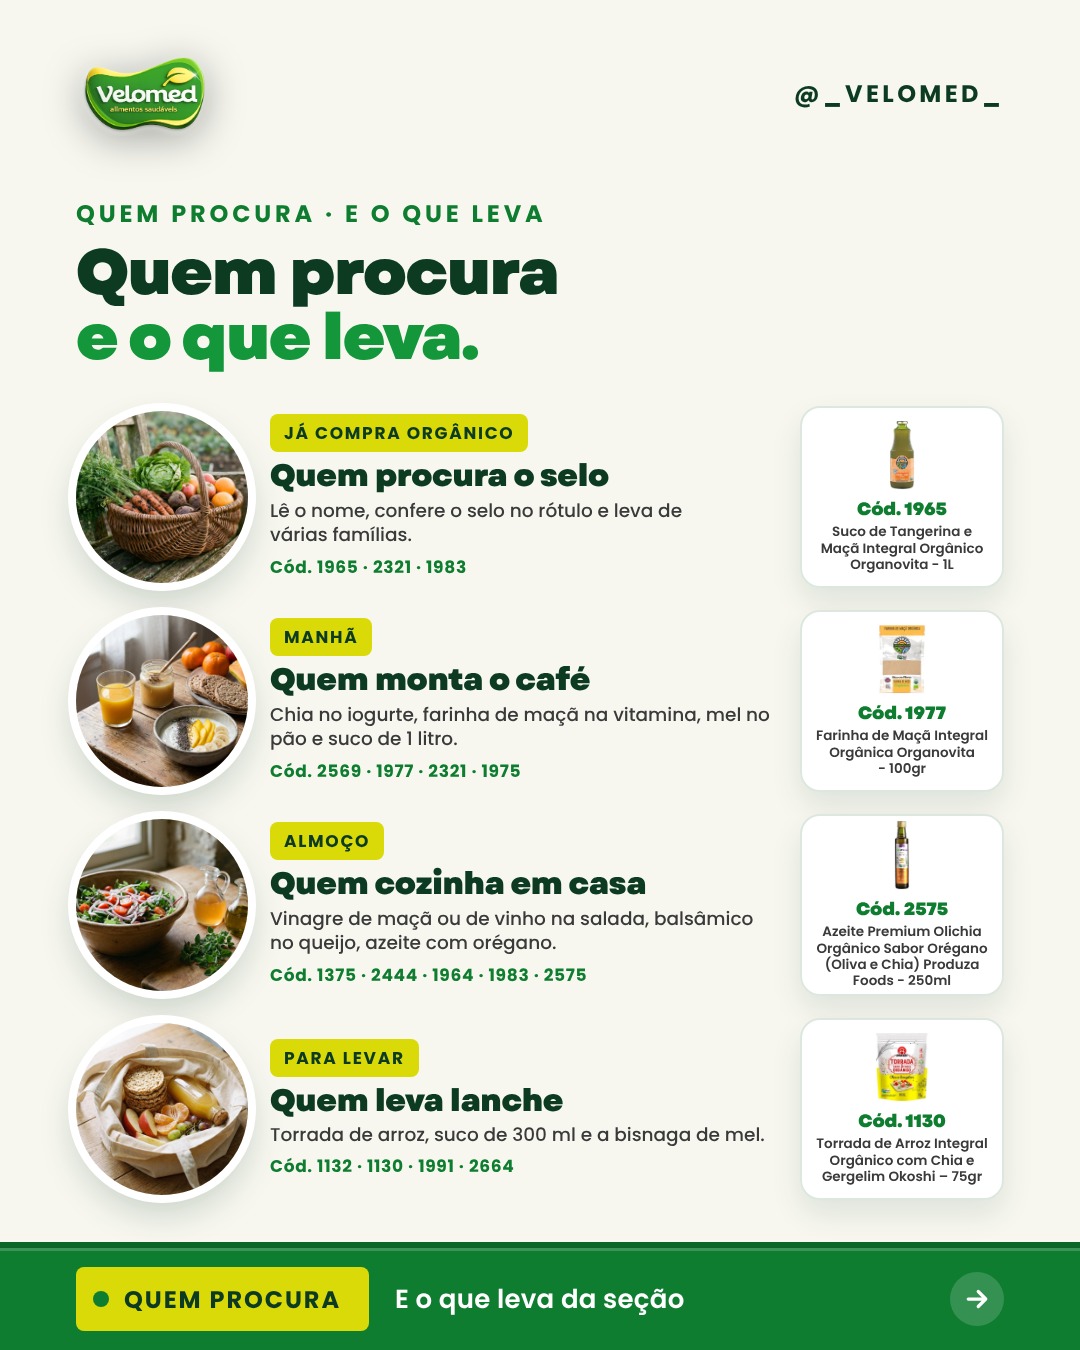 Velomed
alimentos saudáveis
@_VELOMED_
QUEM PROCURA · E O QUE LEVA
Quem procura
e o que leva.
JÁ COMPRA ORGÂNICO
Quem procura o selo
Lê o nome, confere o selo no rótulo e leva de
várias famílias.
Cód. 1965 · 2321 · 1983
Cód. 1965
Suco de Tangerina e
Maçã Integral Orgânico
Organovita - 1L
MANHÃ
Quem monta o café
Chia no iogurte, farinha de maçã na vitamina, mel no
pão e suco de 1 litro.
Cód. 2569 · 1977 · 2321 · 1975
Cód. 1977
Farinha de Maçã Integral
Orgânica Organovita
- 100gr
ALMOÇO
Quem cozinha em casa
Vinagre de maçã ou de vinho na salada, balsâmico
no queijo, azeite com orégano.
Cód. 1375 · 2444 · 1964 · 1983 · 2575
Cód. 2575
Azeite Premium Olichia
Orgânico Sabor Orégano
(Oliva e Chia) Produza
Foods - 250ml
PARA LEVAR
Quem leva lanche
Torrada de arroz, suco de 300 ml e a bisnaga de mel.
Cód. 1132 · 1130 · 1991 · 2664
TORRADA
Cód. 1130
Torrada de Arroz Integral
Orgânico com Chia e
Gergelim Okoshi – 75gr
QUEM PROCURA
E o que leva da seção